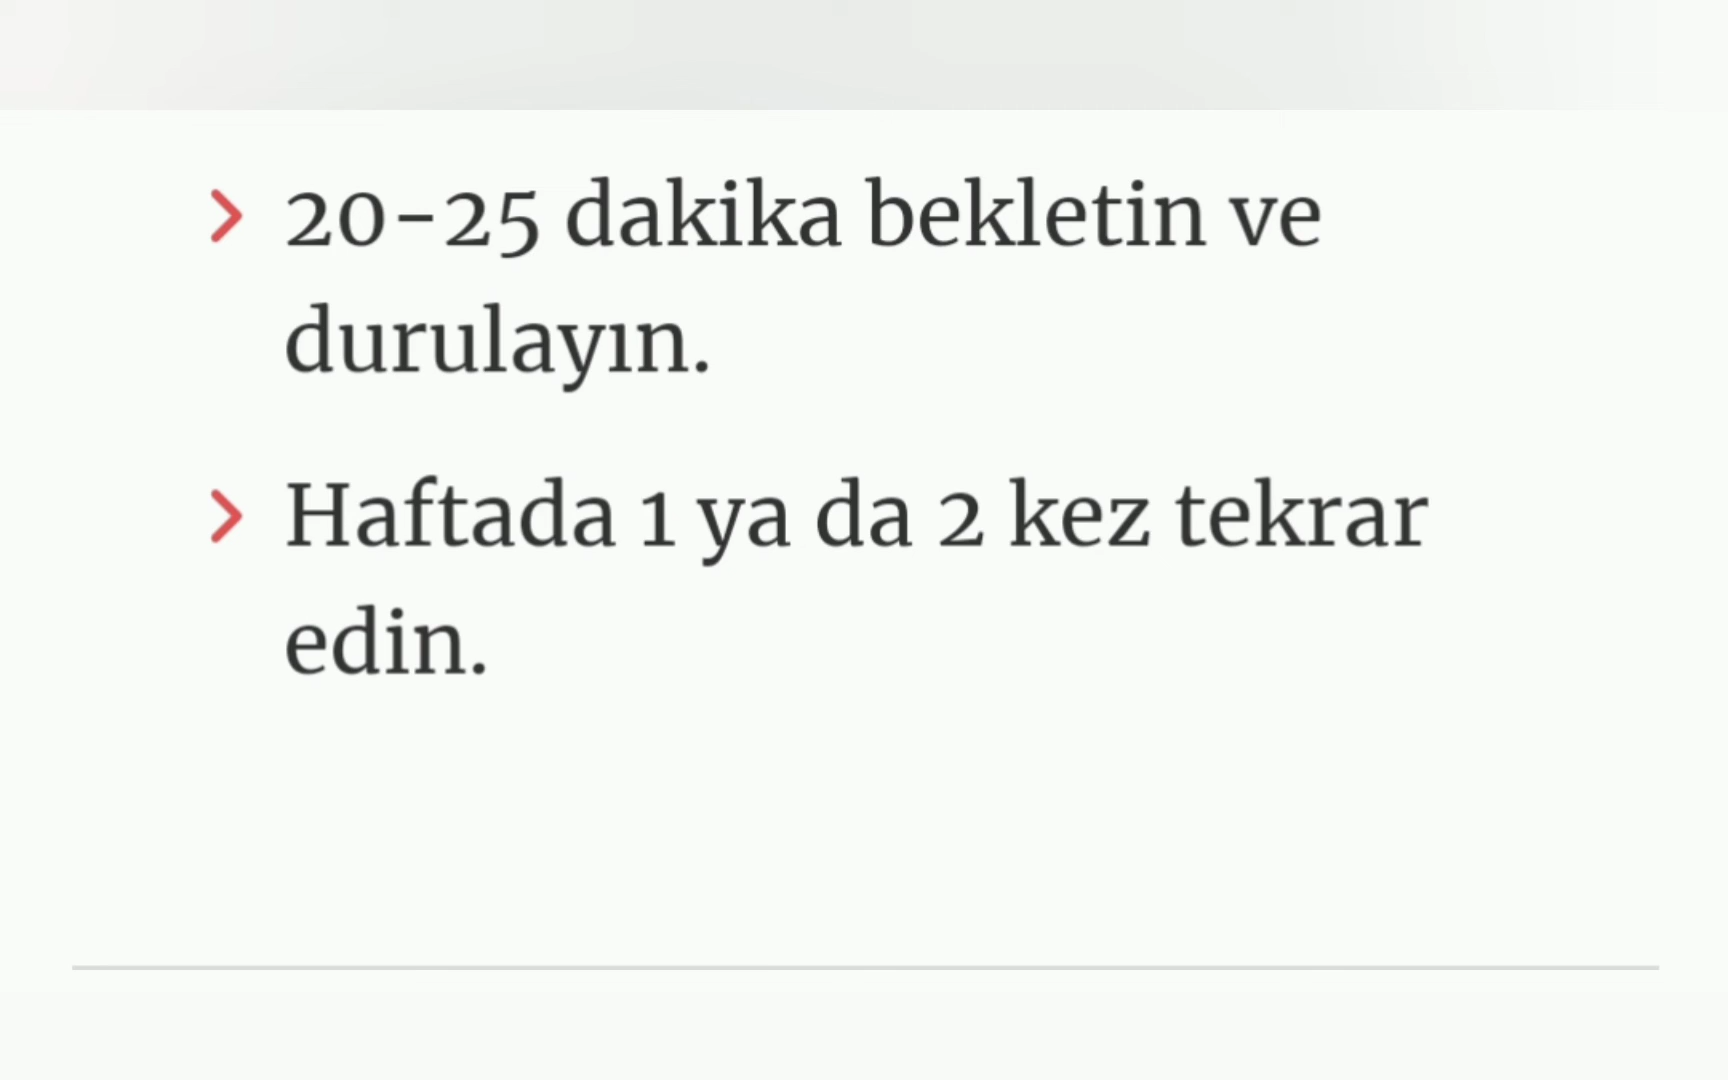 20-25 dakika bekletin ve
durulayın.
Haftada 1 ya da 2 kez tekrar
edin.